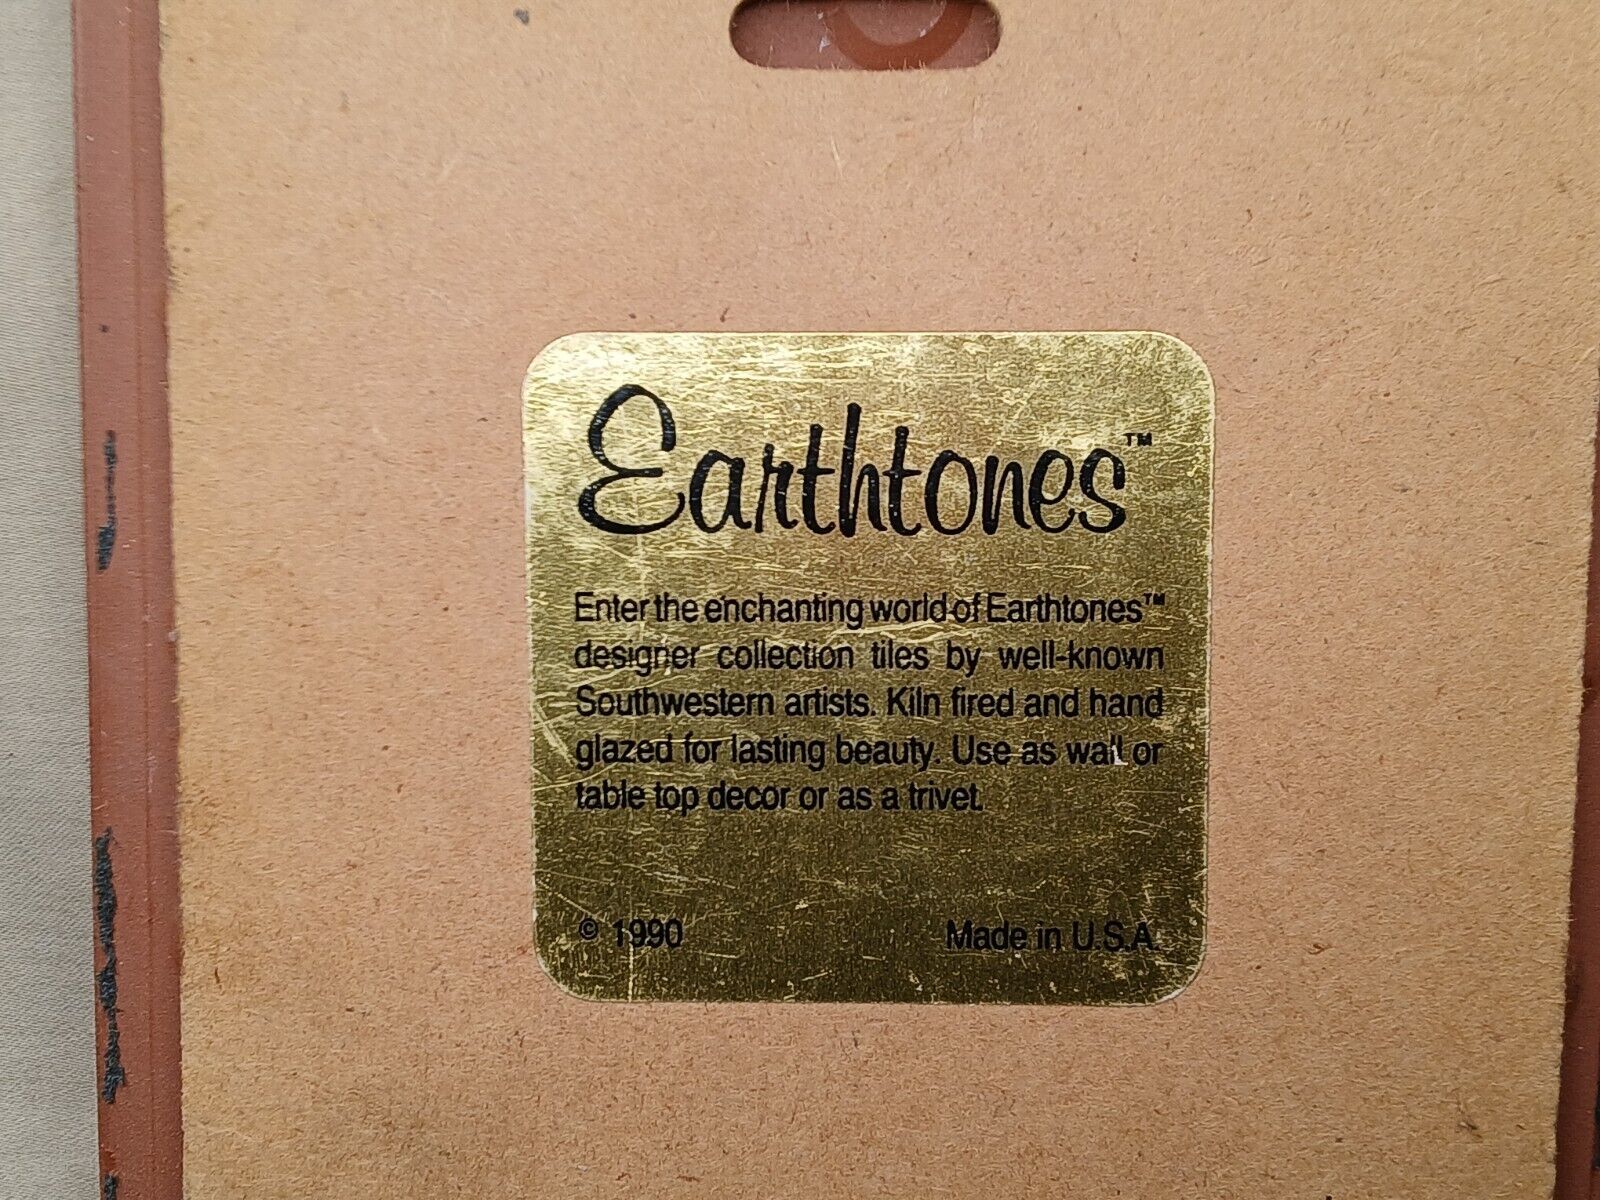 Earthtones™
Enter the enchanting world of Earthtones™
designer collection tiles by well-known
Southwestern artists. Kiln fired and hand
glazed for lasting beauty. Use as wall or
table top decor or as a trivet.
© 1990 Made in U.S.A.